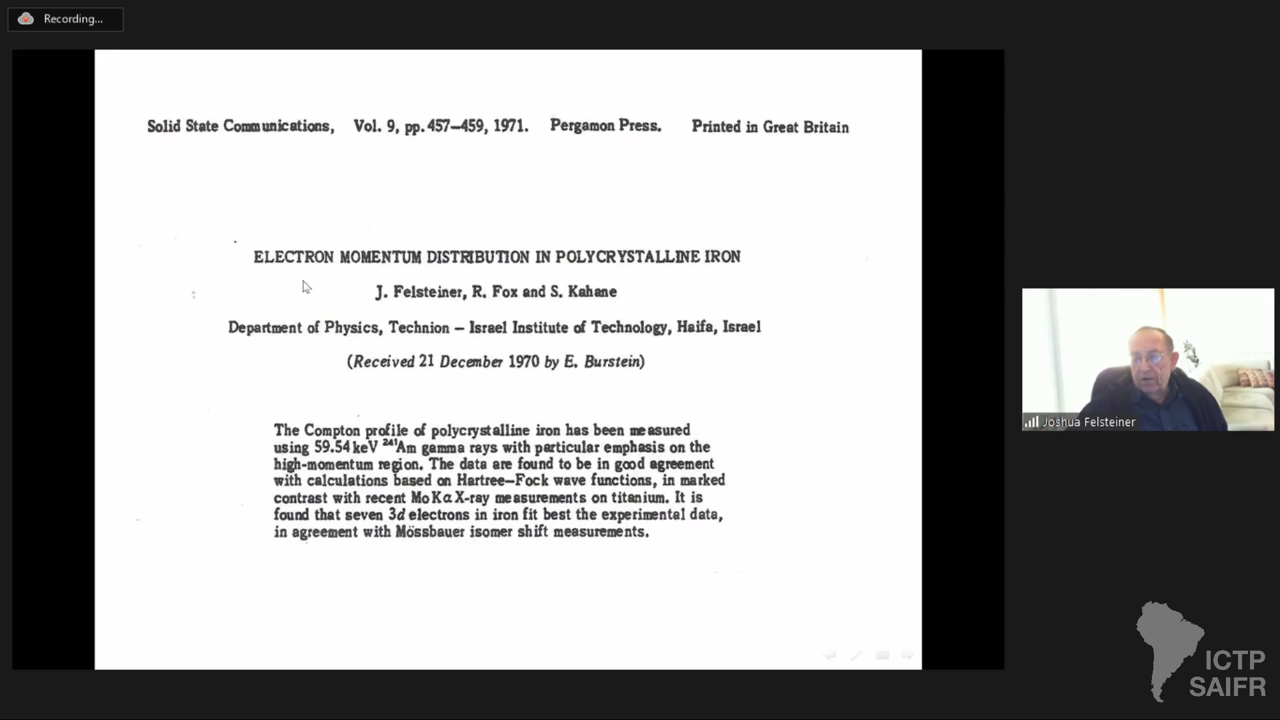 Recording...
Solid State Communications, Vol. 9, pp. 457–459, 1971. Pergamon Press. Printed in Great Britain
ELECTRON MOMENTUM DISTRIBUTION IN POLYCRYSTALLINE IRON
J. Felsteiner, R. Fox and S. Kahane
Department of Physics, Technion – Israel Institute of Technology, Haifa, Israel
(Received 21 December 1970 by E. Burstein)
The Compton profile of polycrystalline iron has been measured
using 59.54 keV ²⁴¹Am gamma rays with particular emphasis on the
high-momentum region. The data are found to be in good agreement
with calculations based on Hartree–Fock wave functions, in marked
contrast with recent MoKα X-ray measurements on titanium. It is
found that seven 3d electrons in iron fit best the experimental data,
in agreement with Mössbauer isomer shift measurements.
Joshua Felsteiner
ICTP
SAIFR